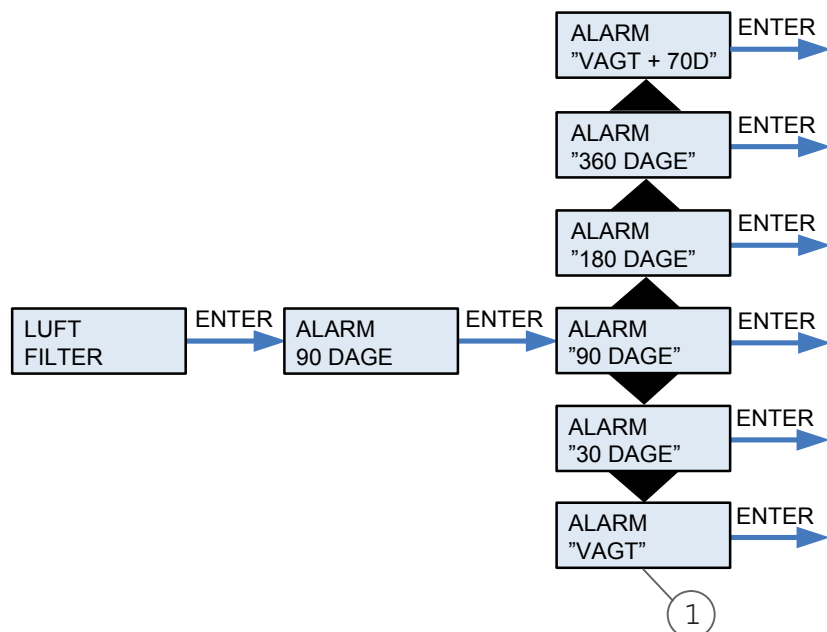 ALARM
"VAGT + 70D"
ENTER
ALARM
"360 DAGE"
ENTER
ALARM
"180 DAGE"
ENTER
LUFT
FILTER
ENTER
ALARM
90 DAGE
ENTER
ALARM
"90 DAGE"
ENTER
ALARM
"30 DAGE"
ENTER
ALARM
"VAGT"
ENTER
1